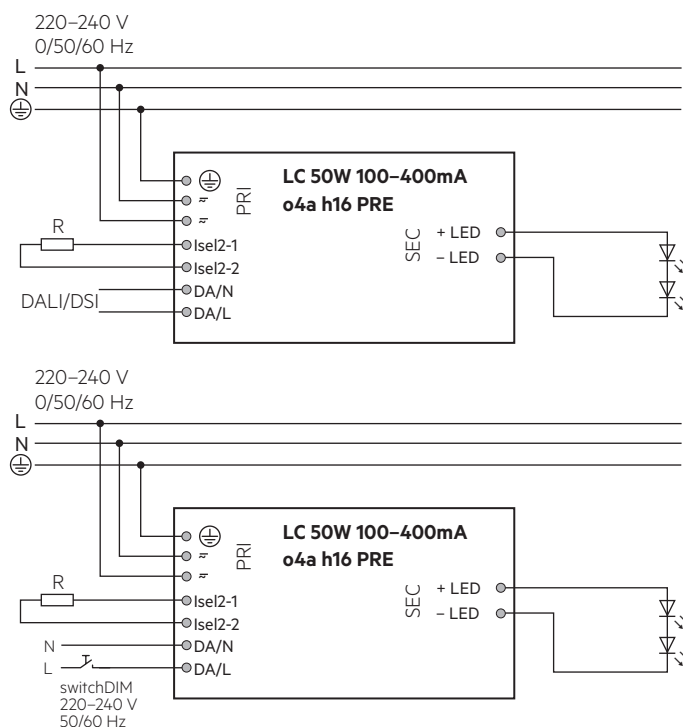 220–240 V
0/50/60 Hz
L
N
LC 50W 100–400mA
o4a h16 PRE
PRI
≂
≂
SEC
+ LED
– LED
R
Isel2-1
Isel2-2
DA/N
DALI/DSI
DA/L
220–240 V
0/50/60 Hz
L
N
LC 50W 100–400mA
o4a h16 PRE
PRI
≂
≂
SEC
+ LED
– LED
R
Isel2-1
Isel2-2
N
DA/N
L
DA/L
switchDIM
220–240 V
50/60 Hz